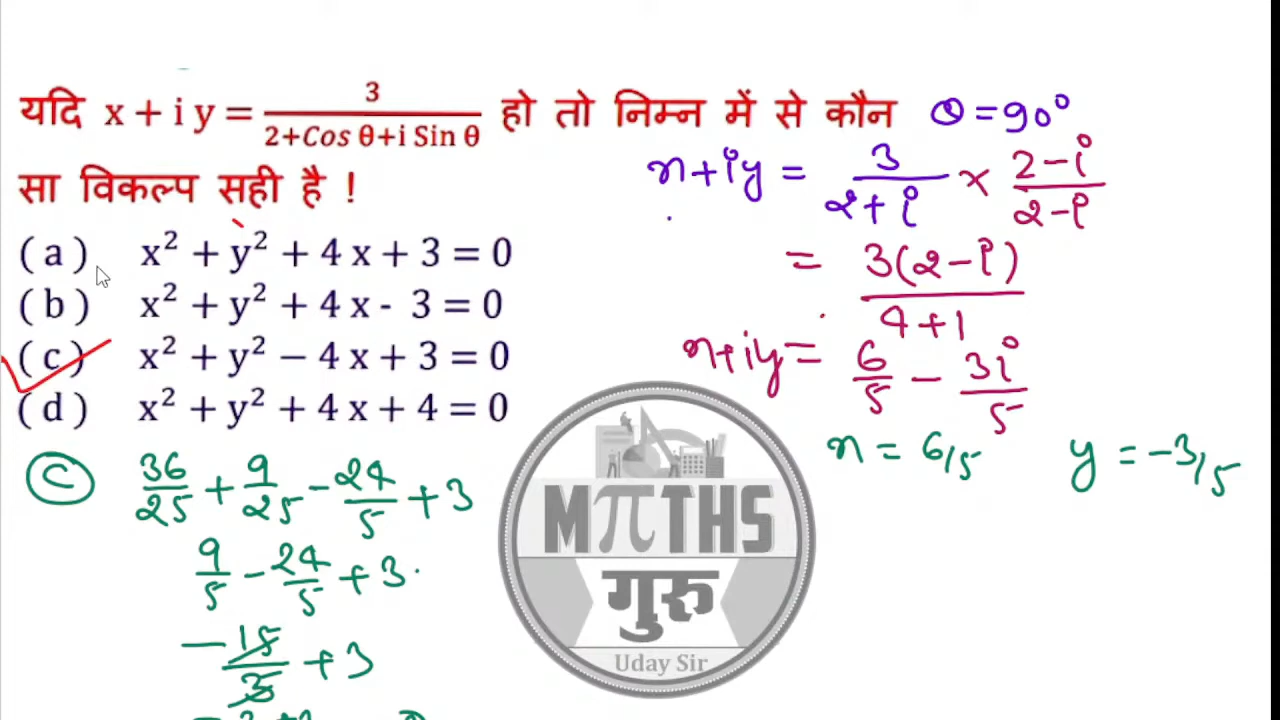 यदि x + i y = 3/(2+Cos θ+i Sin θ) हो तो निम्न में से कौन
सा विकल्प सही है !
(a) x² + y² + 4 x + 3 = 0
(b) x² + y² + 4 x - 3 = 0
(c) x² + y² − 4 x + 3 = 0
(d) x² + y² + 4 x + 4 = 0
θ = 90°
x + iy = 3/(2+i) × (2-i)/(2-i)
= 3(2-i)/(4+1)
x+iy = 6/5 - 3i/5
x = 6/5 y = -3/5
(C) 36/25 + 9/25 - 24/5 + 3
9/5 - 24/5 + 3
-15/5 + 3
MπTHS
गुरु
Uday Sir